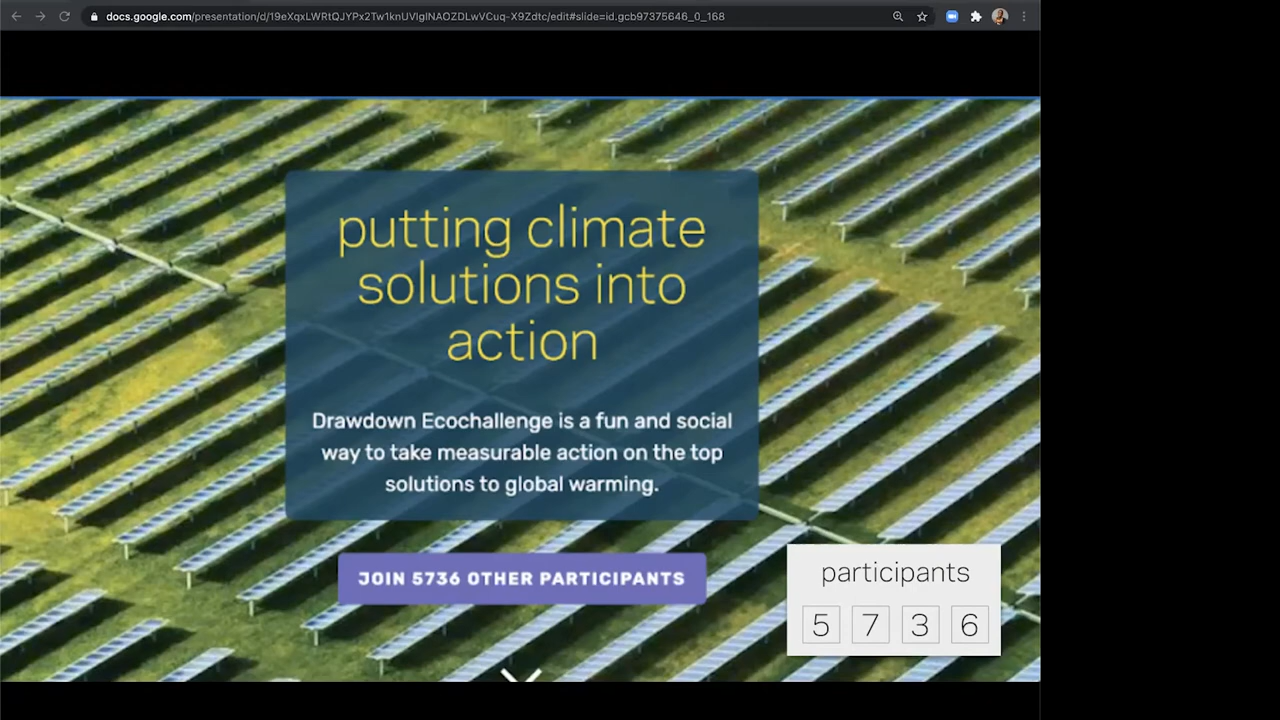 docs.google.com/presentation/d/19eXqxLWRtQJYPx2Tw1knUVIgINAOZDLwVCuq-X9Zdtc/edit#slide=id.gcb97375646_0_168
putting climate
solutions into
action
Drawdown Ecochallenge is a fun and social
way to take measurable action on the top
solutions to global warming.
JOIN 5736 OTHER PARTICIPANTS
participants
5 7 3 6